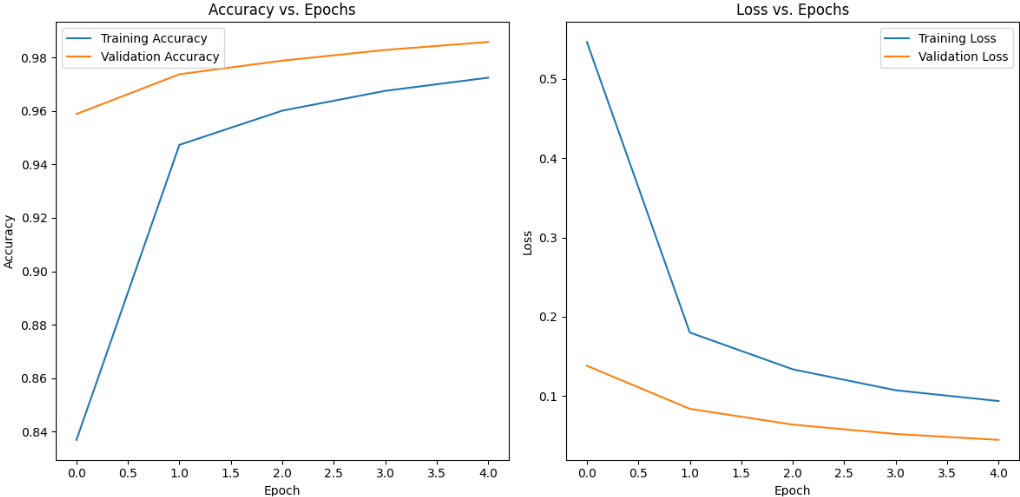 Accuracy vs. Epochs
Training Accuracy
Validation Accuracy
0.98
0.96
0.94
0.92
0.90
0.88
0.86
0.84
Accuracy
0.0 0.5 1.0 1.5 2.0 2.5 3.0 3.5 4.0
Epoch
Loss vs. Epochs
Training Loss
Validation Loss
0.5
0.4
0.3
0.2
0.1
Loss
0.0 0.5 1.0 1.5 2.0 2.5 3.0 3.5 4.0
Epoch